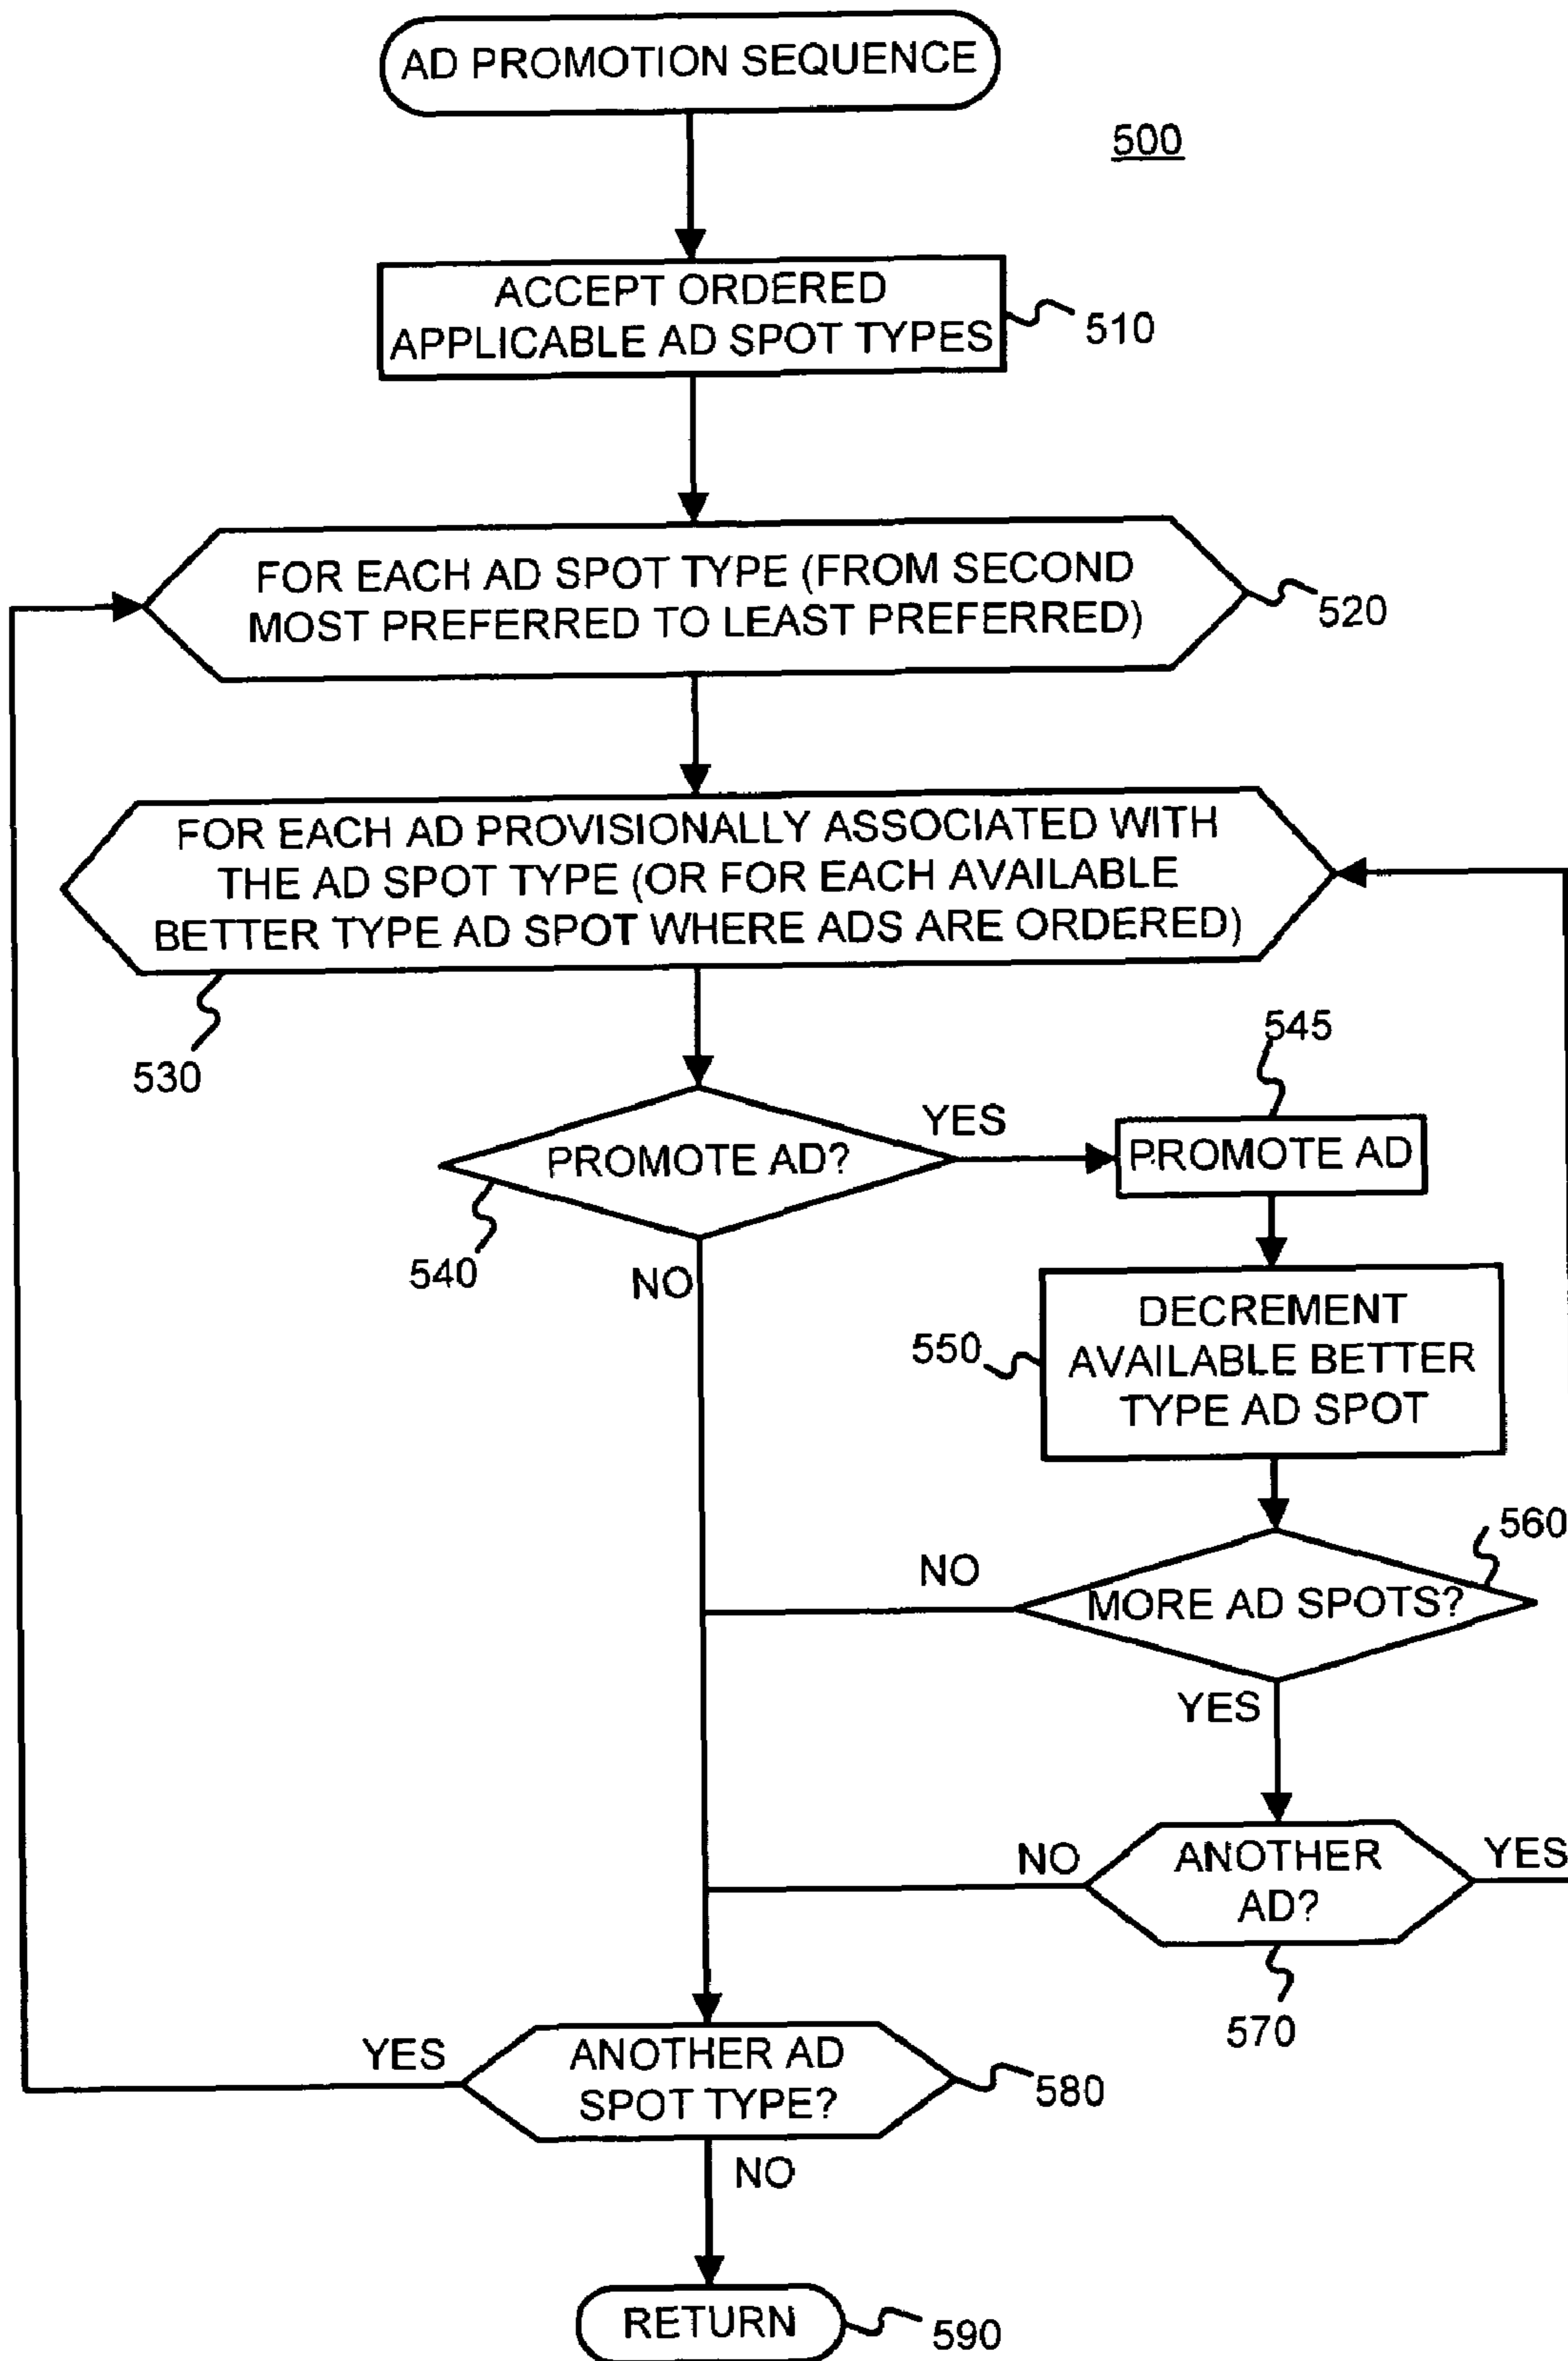 AD PROMOTION SEQUENCE
500
ACCEPT ORDERED
APPLICABLE AD SPOT TYPES
510
FOR EACH AD SPOT TYPE (FROM SECOND
MOST PREFERRED TO LEAST PREFERRED)
520
FOR EACH AD PROVISIONALLY ASSOCIATED WITH
THE AD SPOT TYPE (OR FOR EACH AVAILABLE
BETTER TYPE AD SPOT WHERE ADS ARE ORDERED)
530
545
YES
PROMOTE AD?
PROMOTE AD
540
NO
DECREMENT
AVAILABLE BETTER
TYPE AD SPOT
550
560
NO
MORE AD SPOTS?
YES
NO
ANOTHER
AD?
YES
570
YES
ANOTHER AD
SPOT TYPE?
580
NO
RETURN
590